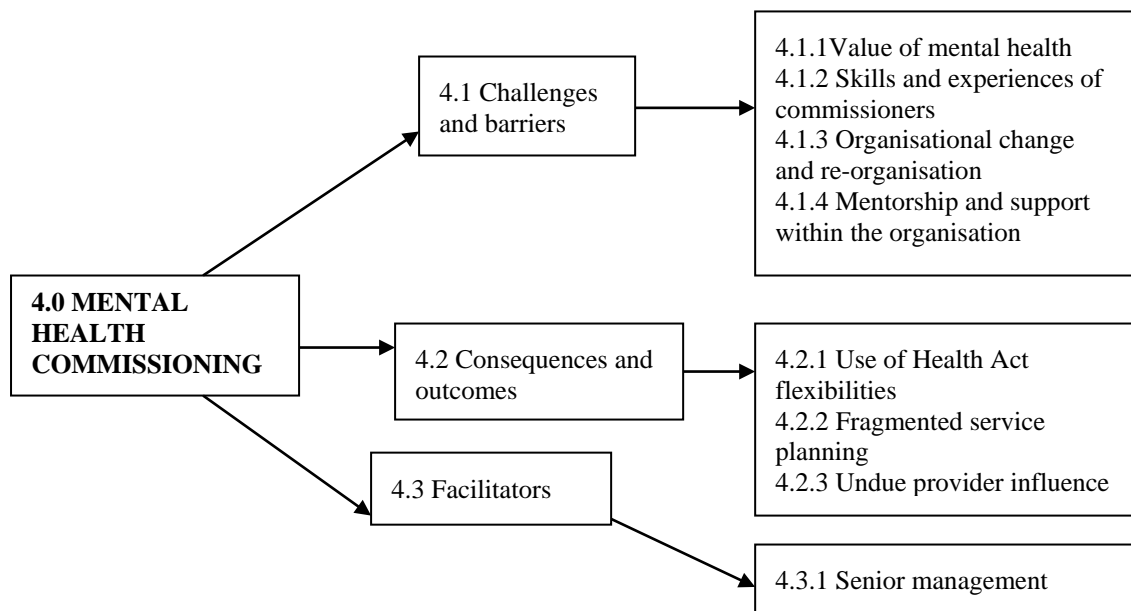 4.1 Challenges
and barriers
4.1.1Value of mental health
4.1.2 Skills and experiences of
commissioners
4.1.3 Organisational change
and re-organisation
4.1.4 Mentorship and support
within the organisation
4.0 MENTAL
HEALTH
COMMISSIONING
4.2 Consequences and
outcomes
4.2.1 Use of Health Act
flexibilities
4.2.2 Fragmented service
planning
4.2.3 Undue provider influence
4.3 Facilitators
4.3.1 Senior management